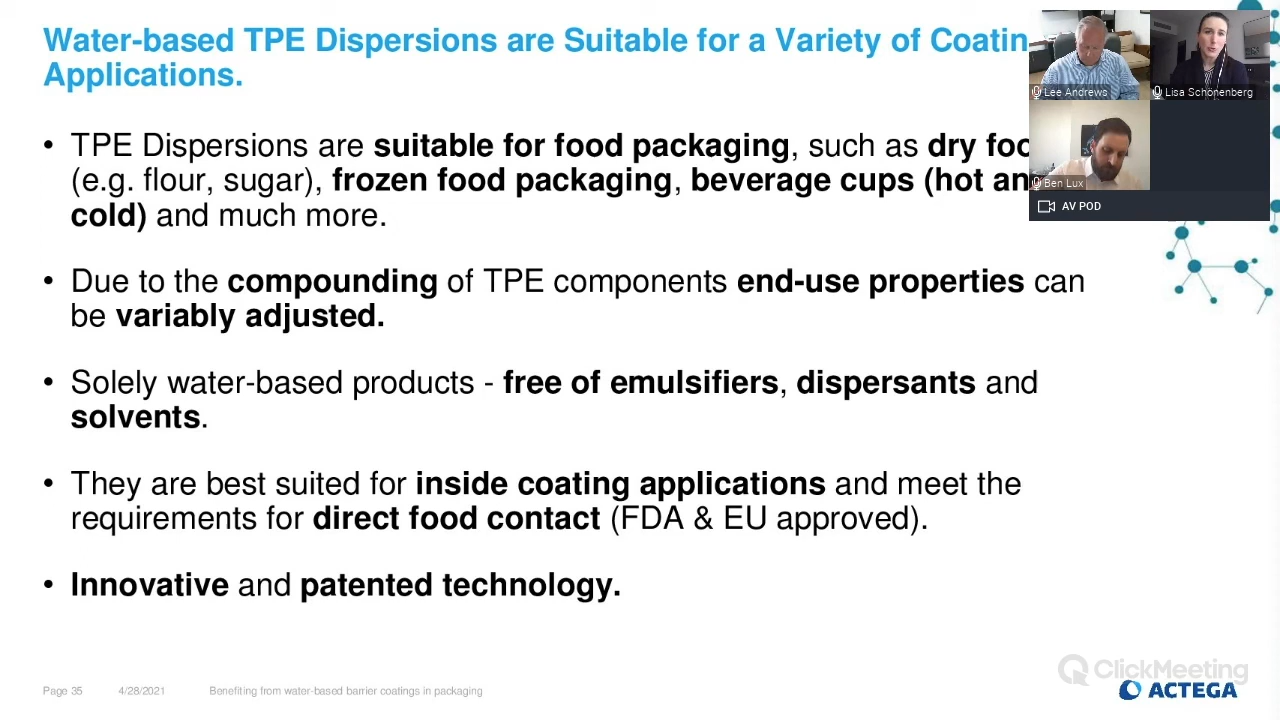 Water-based TPE Dispersions are Suitable for a Variety of Coatin
Applications.
• TPE Dispersions are suitable for food packaging, such as dry foo
(e.g. flour, sugar), frozen food packaging, beverage cups (hot an
cold) and much more.
• Due to the compounding of TPE components end-use properties can
be variably adjusted.
• Solely water-based products - free of emulsifiers, dispersants and
solvents.
• They are best suited for inside coating applications and meet the
requirements for direct food contact (FDA & EU approved).
• Innovative and patented technology.
Lee Andrews
Lisa Schönenberg
Ben Lux
AV POD
Page 35 4/28/2021 Benefiting from water-based barrier coatings in packaging
ClickMeeting
ACTEGA